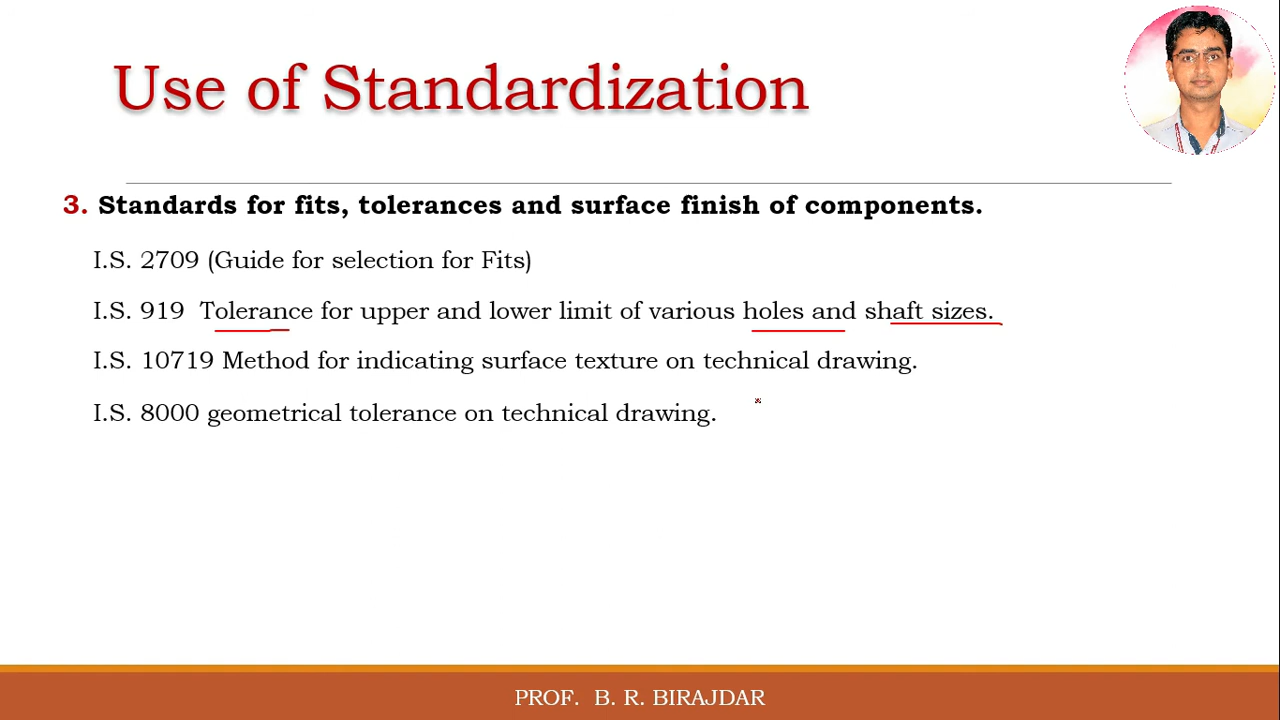 Use of Standardization
3. Standards for fits, tolerances and surface finish of components.
I.S. 2709 (Guide for selection for Fits)
I.S. 919 Tolerance for upper and lower limit of various holes and shaft sizes.
I.S. 10719 Method for indicating surface texture on technical drawing.
I.S. 8000 geometrical tolerance on technical drawing.
PROF. B. R. BIRAJDAR